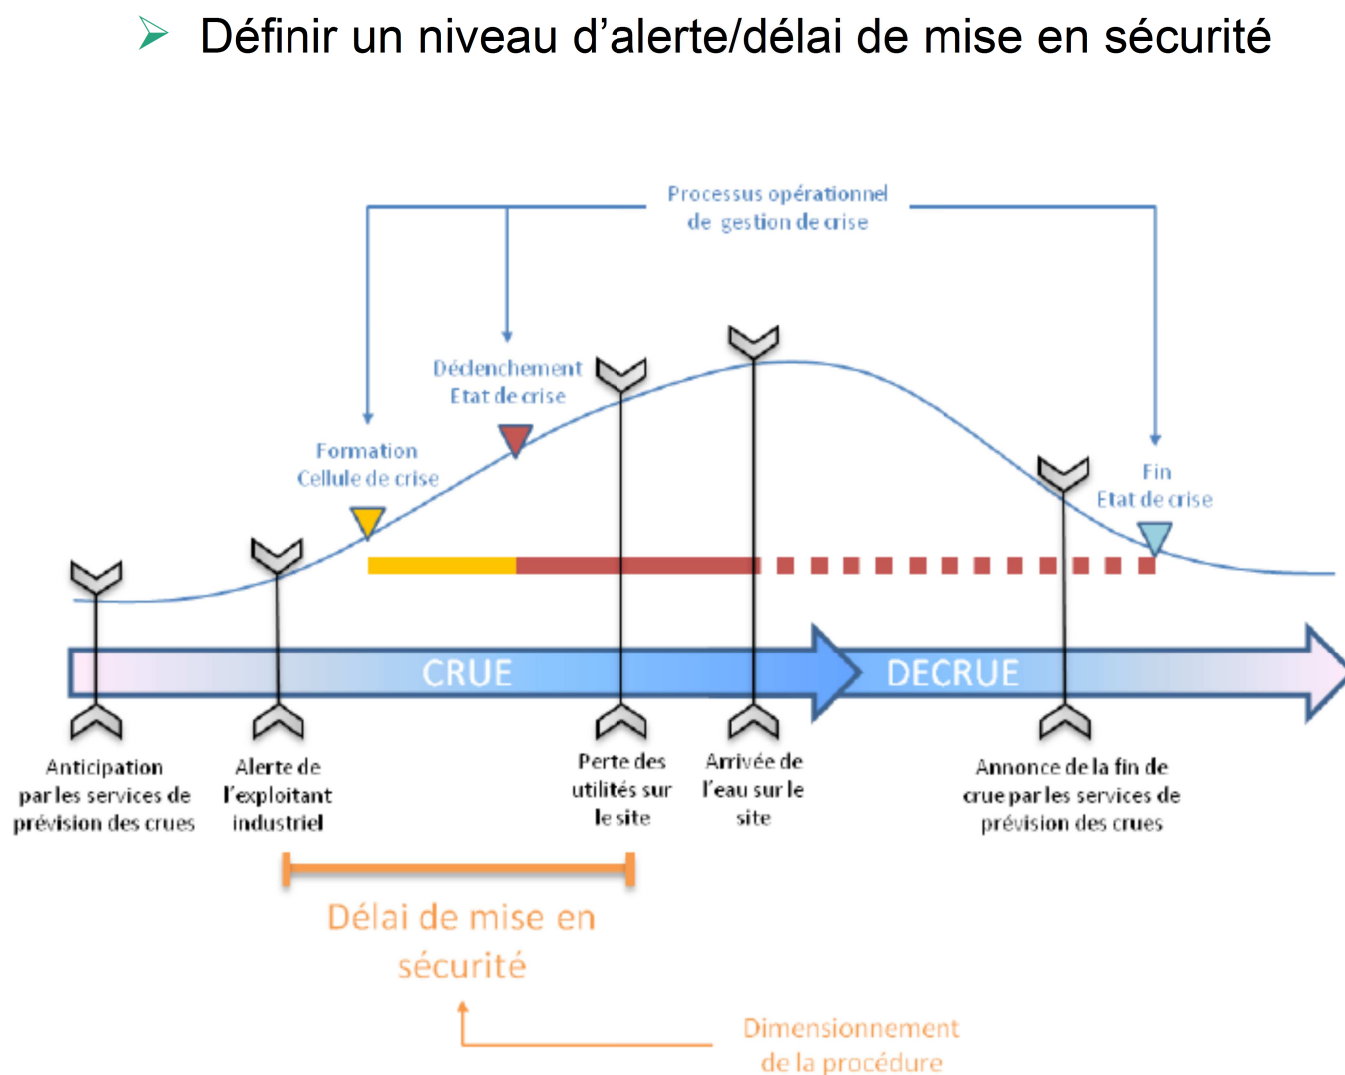 Définir un niveau d’alerte/délai de mise en sécurité
Processus opérationnel
de gestion de crise
Déclenchement
Etat de crise
Formation
Cellule de crise
Fin
Etat de crise
CRUE
DECRUE
Anticipation
par les services de
prévision des crues
Alerte de
l’exploitant
industriel
Perte des
utilités sur
le site
Arrivée de
l’eau sur le
site
Annonce de la fin de
crue par les services de
prévision des crues
Délai de mise en
sécurité
Dimensionnement
de la procédure